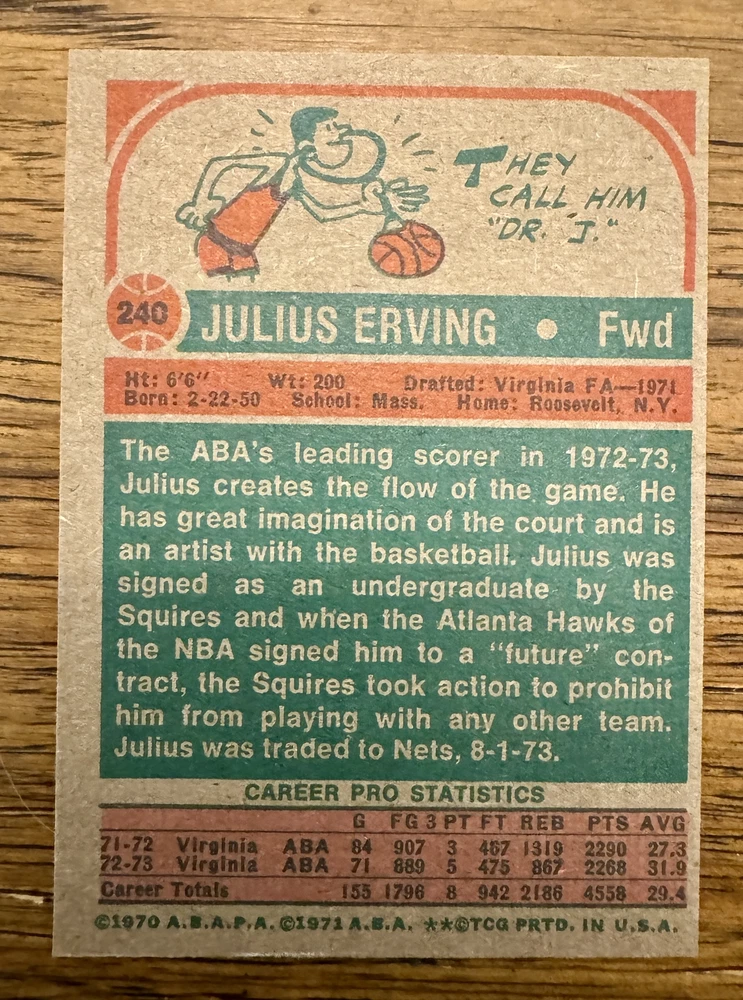 THEY
CALL HIM
"DR. J."
240 JULIUS ERVING • Fwd
Ht: 6'6" Wt: 200 Drafted: Virginia FA—1971
Born: 2-22-50 School: Mass. Home: Roosevelt, N.Y.
The ABA's leading scorer in 1972-73,
Julius creates the flow of the game. He
has great imagination of the court and is
an artist with the basketball. Julius was
signed as an undergraduate by the
Squires and when the Atlanta Hawks of
the NBA signed him to a "future" con-
tract, the Squires took action to prohibit
him from playing with any other team.
Julius was traded to Nets, 8-1-73.
CAREER PRO STATISTICS
G FG 3 PT FT REB PTS AVG
71-72 Virginia ABA 84 907 3 467 1319 2290 27.3
72-73 Virginia ABA 71 889 5 475 867 2268 31.9
Career Totals 155 1796 8 942 2186 4558 29.4
©1970 A.B.A.P.A. ©1971 A.B.A. **©TCG PRTD. IN U.S.A.